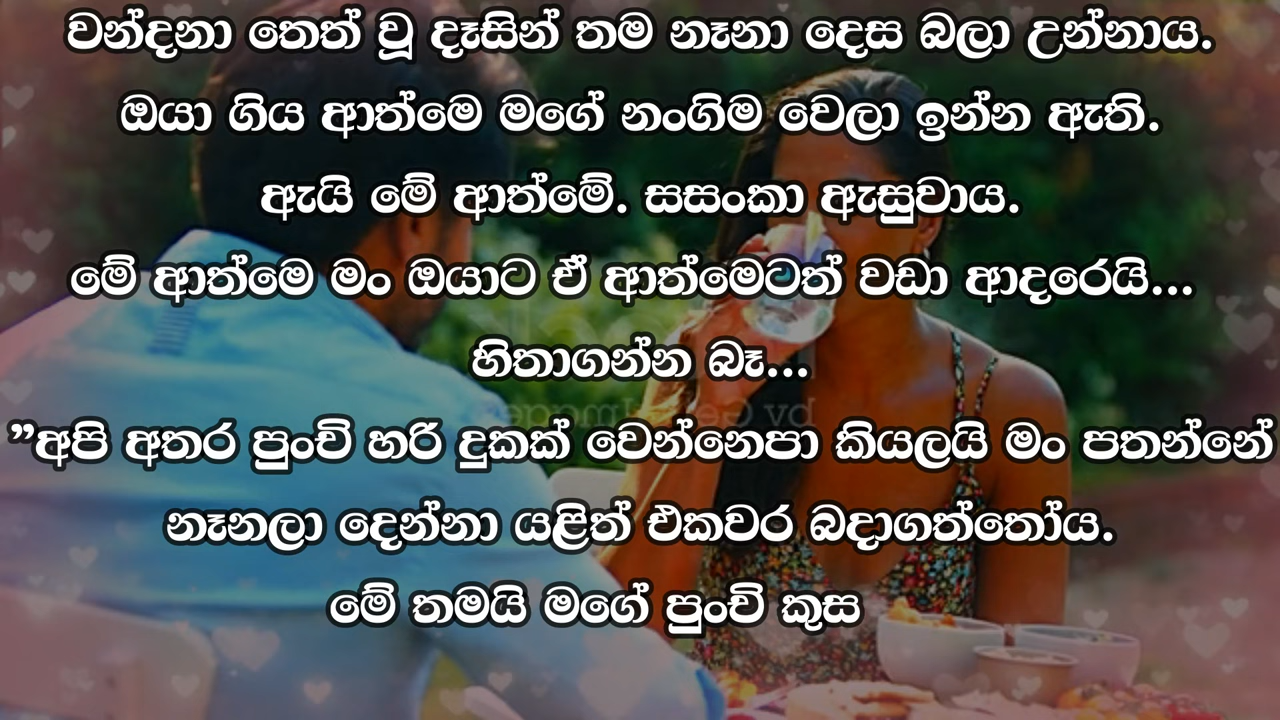 වන්දනා තෙත් වූ දෑසින් තම නෑනා දෙස බලා උන්නාය.
ඔයා ගිය ආත්මෙ මගේ නංගිම වෙලා ඉන්න ඇති.
ඇයි මේ ආත්මේ. සසංකා ඇසුවාය.
මේ ආත්මෙ මං ඔයාට ඒ ආත්මෙටත් වඩා ආදරෙයි...
හිතාගන්න බෑ...
”අපි අතර පුංචි හරි දුකක් වෙන්නෙපා කියලයි මං පතන්නේ
නෑනලා දෙන්නා යළිත් එකවර බදාගත්තෝය.
මේ තමයි මගේ පුංචි කුස